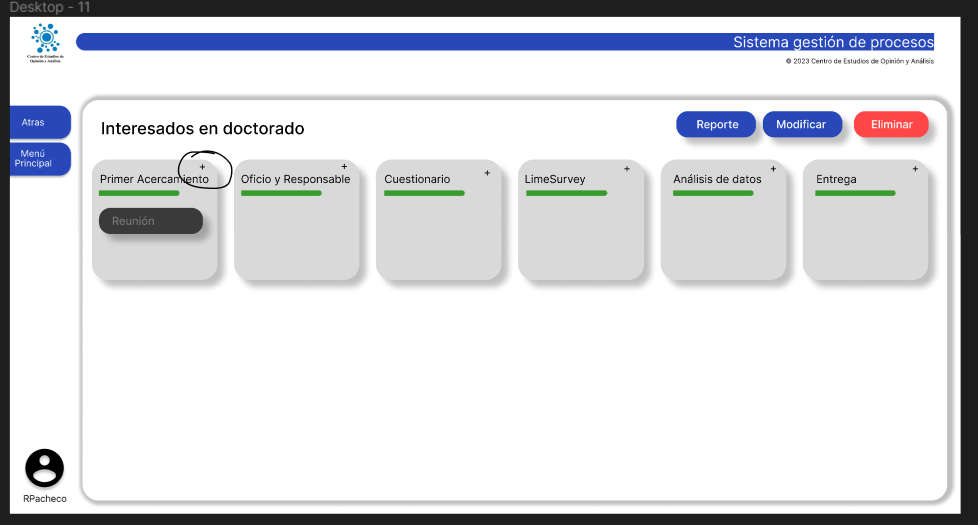 Desktop - 11
Centro de Estudios de
Opinión y Análisis
Sistema gestión de procesos
© 2023 Centro de Estudios de Opinión y Análisis
Atras
Menú
Principal
Interesados en doctorado
Reporte
Modificar
Eliminar
+
Primer Acercamiento
Reunión
+
Oficio y Responsable
+
Cuestionario
+
LimeSurvey
+
Análisis de datos
+
Entrega
RPacheco